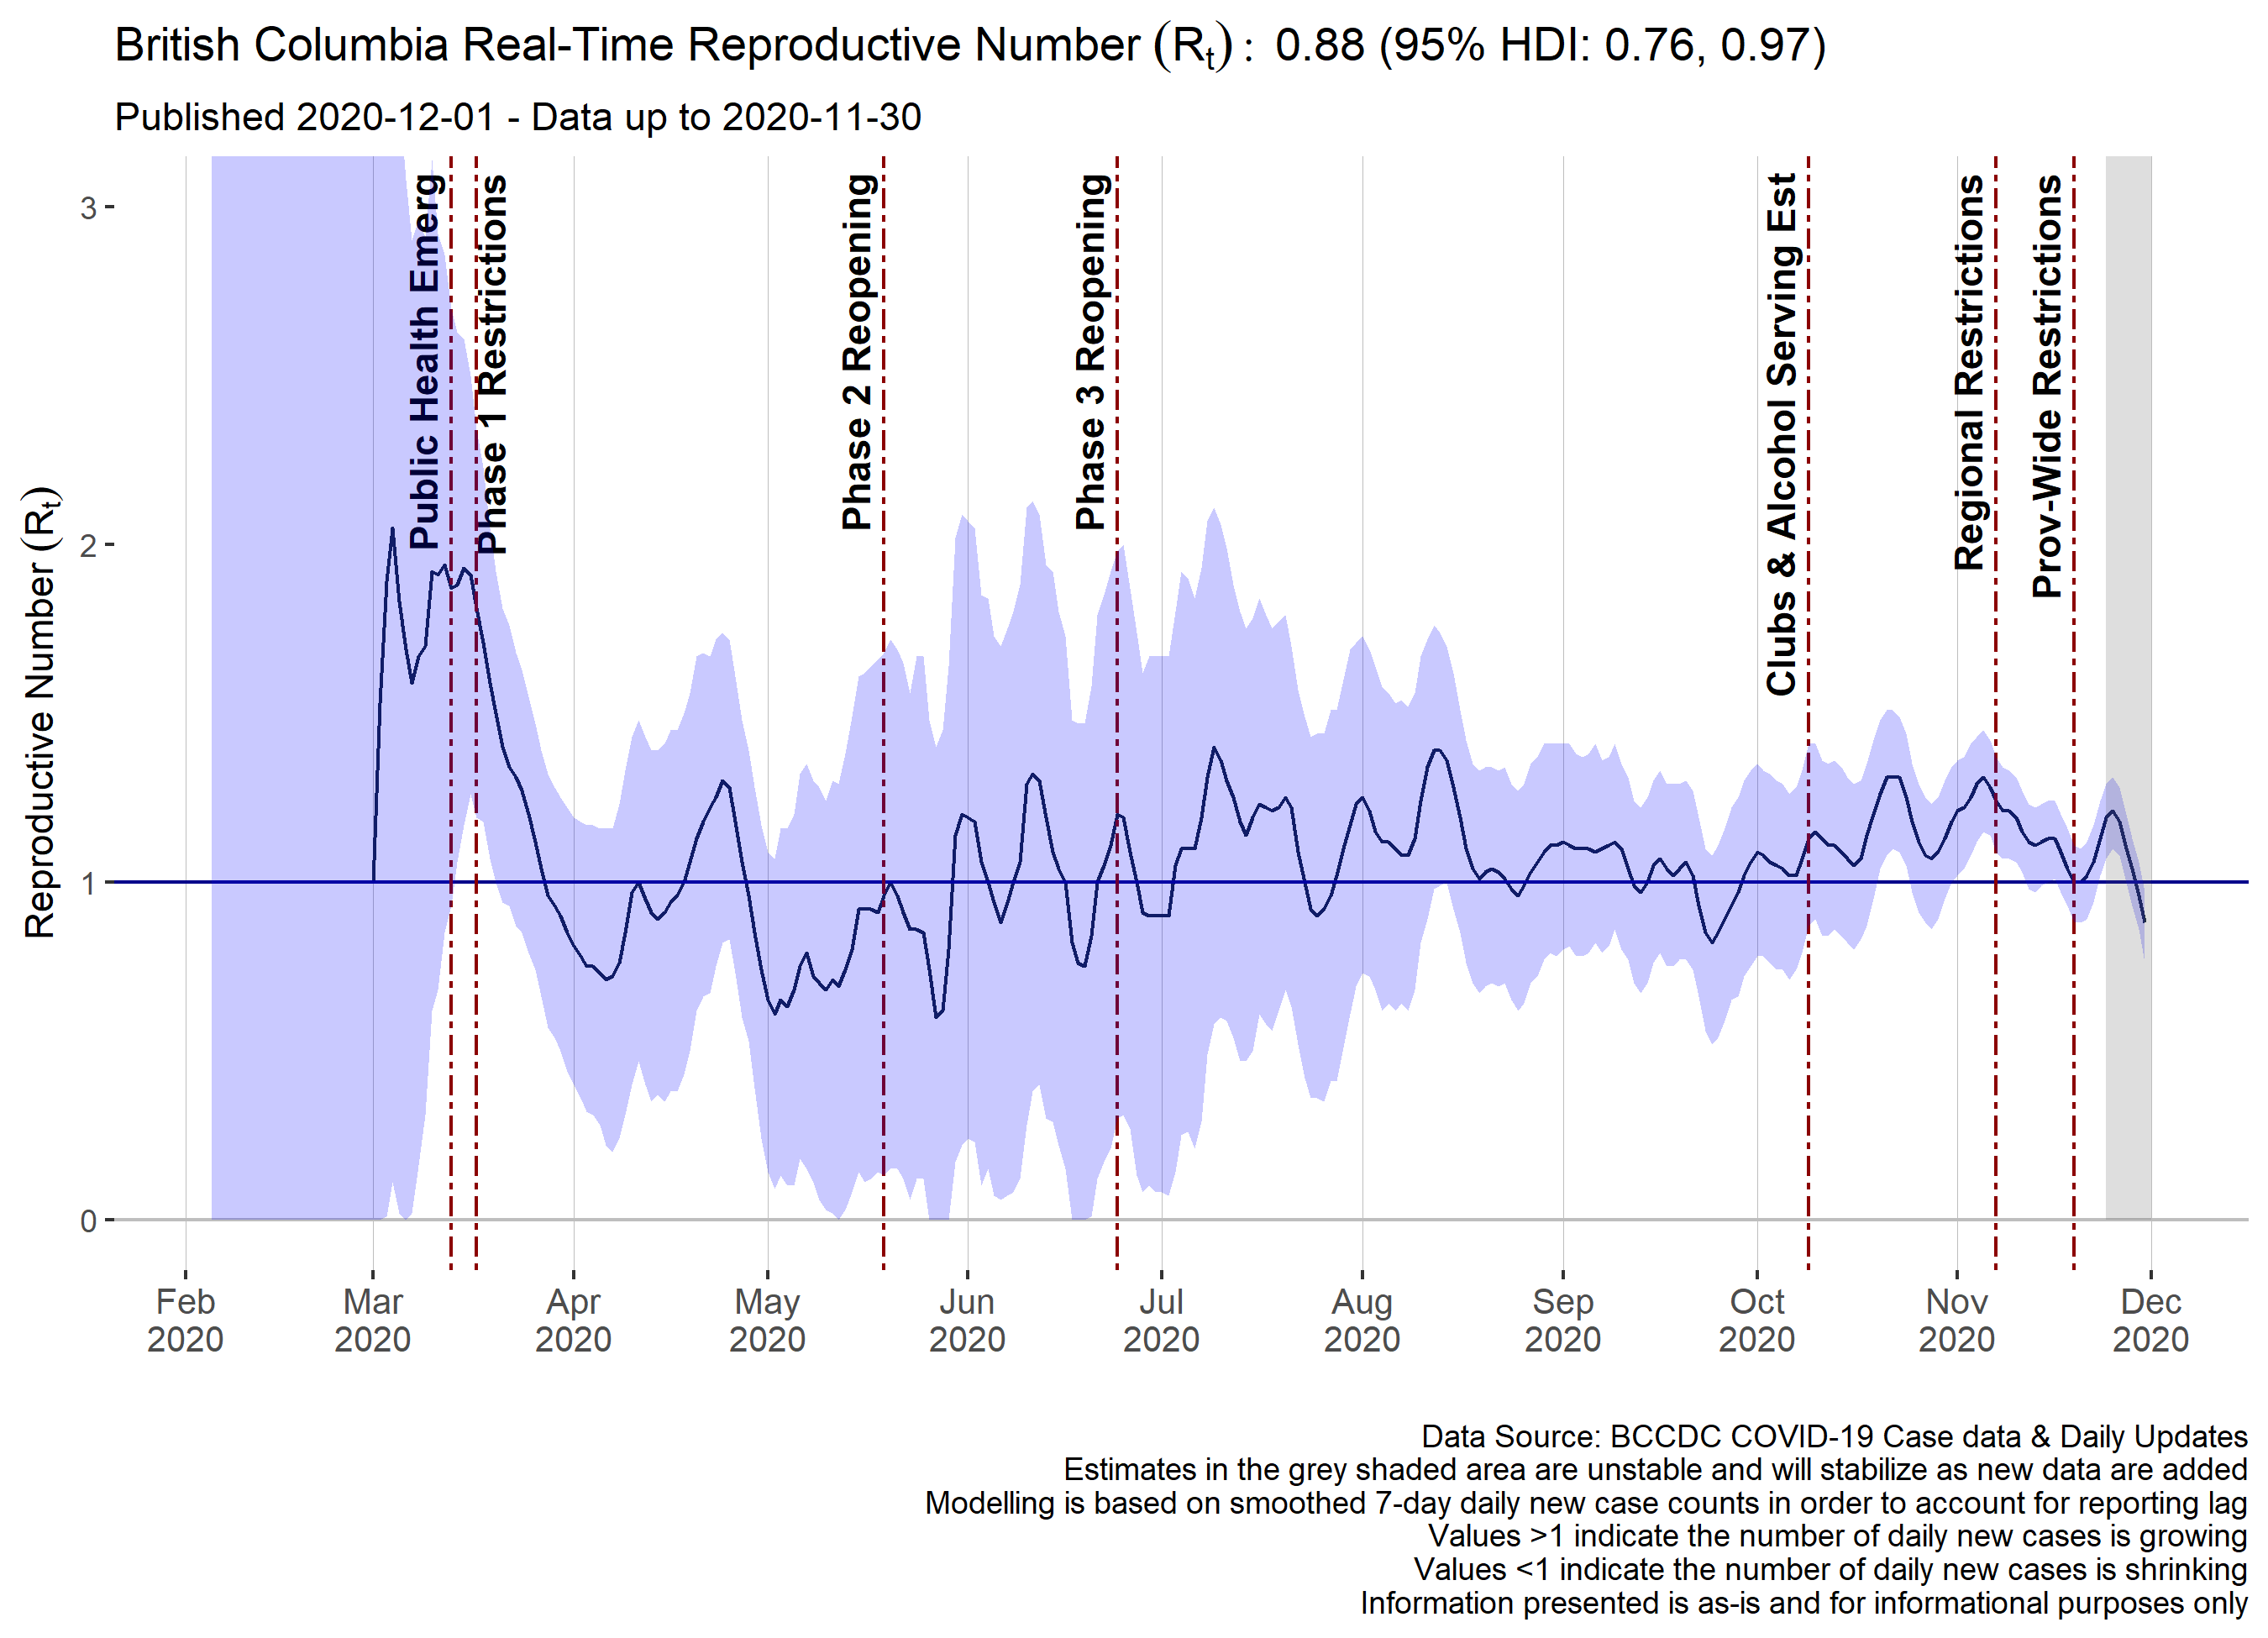 British Columbia Real-Time Reproductive Number (Rt): 0.88 (95% HDI: 0.76, 0.97)
Published 2020-12-01 - Data up to 2020-11-30
Reproductive Number (Rt)
3
2
1
0
Public Health Emerg
Phase 1 Restrictions
Phase 2 Reopening
Phase 3 Reopening
Clubs & Alcohol Serving Est
Regional Restrictions
Prov-Wide Restrictions
Feb
2020
Mar
2020
Apr
2020
May
2020
Jun
2020
Jul
2020
Aug
2020
Sep
2020
Oct
2020
Nov
2020
Dec
2020
Data Source: BCCDC COVID-19 Case data & Daily Updates
Estimates in the grey shaded area are unstable and will stabilize as new data are added
Modelling is based on smoothed 7-day daily new case counts in order to account for reporting lag
Values >1 indicate the number of daily new cases is growing
Values <1 indicate the number of daily new cases is shrinking
Information presented is as-is and for informational purposes only